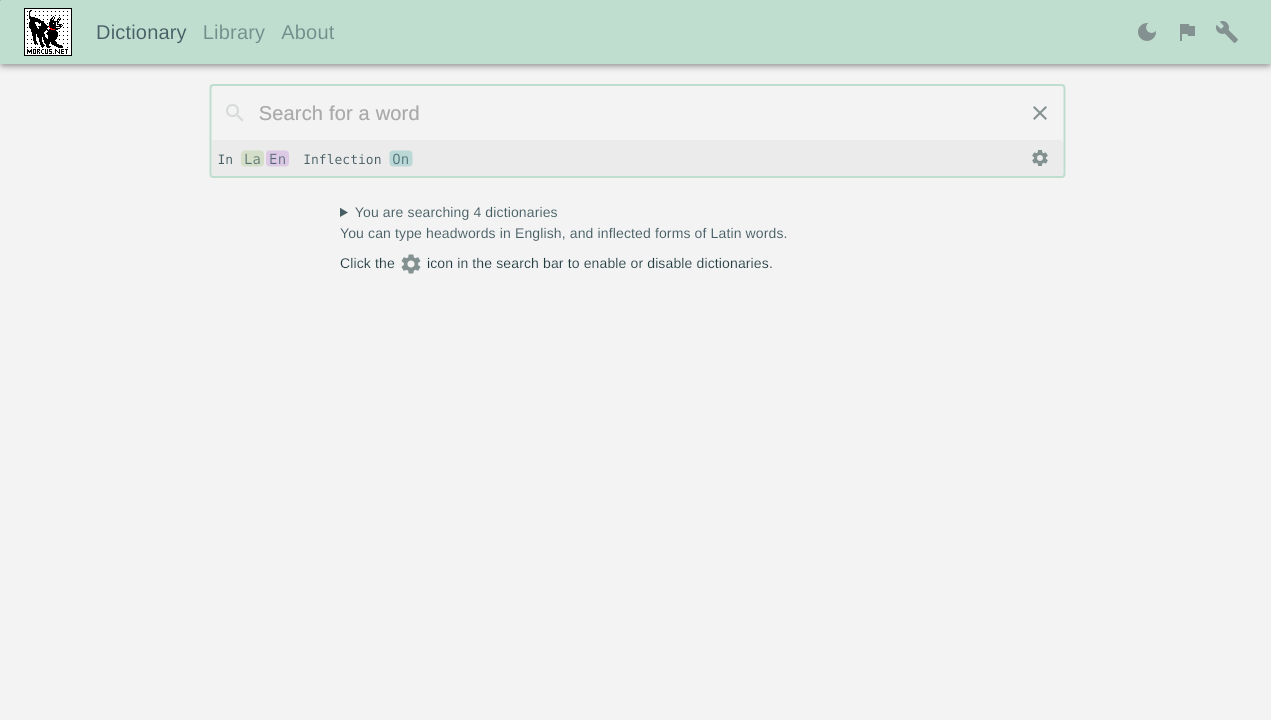 MORCUS.NET
Dictionary Library About
Search for a word
In La En Inflection On
You are searching 4 dictionaries
You can type headwords in English, and inflected forms of Latin words.
Click the icon in the search bar to enable or disable dictionaries.